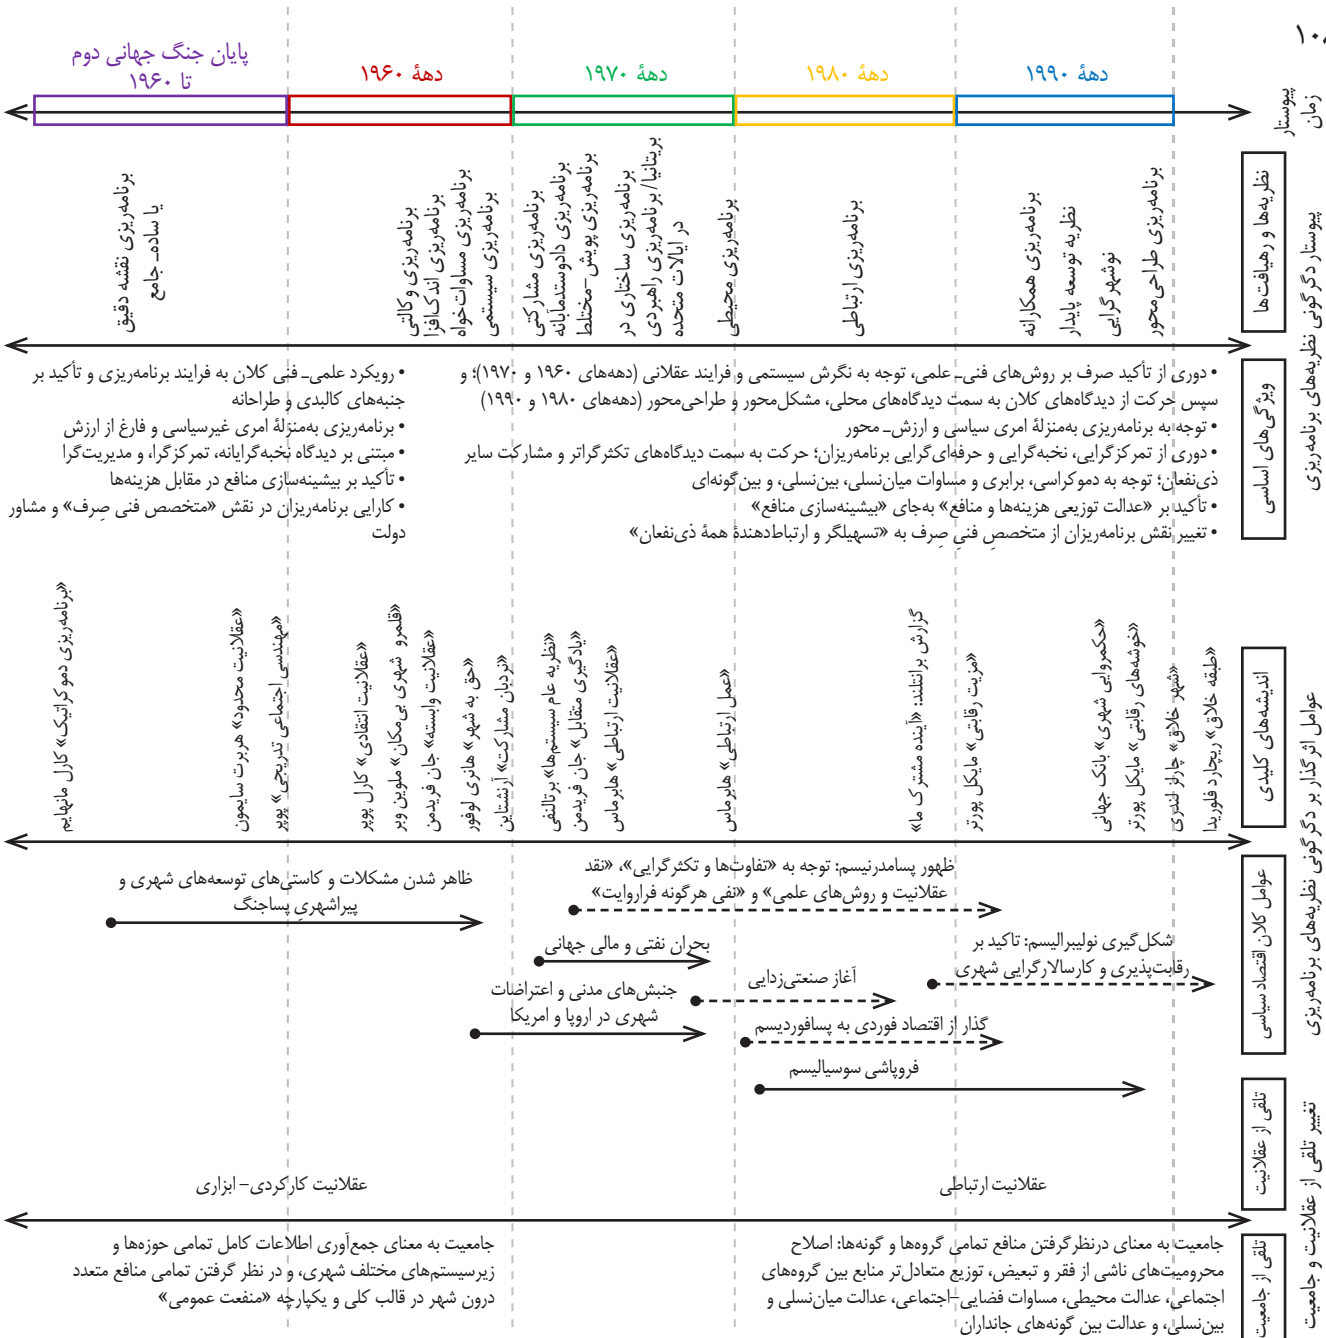 پایان جنگ جهانی دوم
تا ۱۹۶۰
دههٔ ۱۹۶۰
دههٔ ۱۹۷۰
دههٔ ۱۹۸۰
دههٔ ۱۹۹۰
پیوستار
زمان
پیوستار دگرگونی نظریه‌های برنامه‌ریزی
نظریه‌ها و رهیافت‌ها
برنامه‌ریزی نقشه دقیق
یا ساده‌ـ جامع
برنامه‌ریزی وکالتی
برنامه‌ریزی اندک‌افزا
برنامه‌ریزی مساوات‌خواه
برنامه‌ریزی سیستمی
برنامه‌ریزی مشارکتی
برنامه‌ریزی دادوستدمآبانه
برنامه‌ریزی پویش-مختلط
برنامه‌ریزی ساختاری در
بریتانیا/ برنامه‌ریزی راهبردی
در ایالات متحده
برنامه‌ریزی محیطی
برنامه‌ریزی ارتباطی
برنامه‌ریزی همکارانه
نظریه توسعه پایدار
نوشهرگرایی
برنامه‌ریزی طراحی‌محور
ویژگی‌های اساسی
• دوری از تأکید صرف بر روش‌های فنی‌ـ علمی، توجه به نگرش سیستمی و فرایند عقلانی (دهه‌های ۱۹۶۰ و ۱۹۷۰)؛ و
سپس حرکت از دیدگاه‌های کلان به سمت دیدگاه‌های محلی، مشکل‌محور و طراحی‌محور (دهه‌های ۱۹۸۰ و ۱۹۹۰)
• توجه به برنامه‌ریزی به‌منزلهٔ امری سیاسی و ارزش‌ـ محور
• دوری از تمرکزگرایی، نخبه‌گرایی و حرفه‌ای‌گرایی برنامه‌ریزان؛ حرکت به سمت دیدگاه‌های تکثرگراتر و مشارکت سایر
ذی‌نفعان؛ توجه به دموکراسی، برابری و مساوات میان‌نسلی، بین‌نسلی، و بین‌گونه‌ای
• تأکید بر «عدالت توزیعی هزینه‌ها و منافع» به‌جای «بیشینه‌سازی منافع»
• تغییر نقش برنامه‌ریزان از متخصصِ فنیِ صِرف به «تسهیلگر و ارتباط‌دهندهٔ همهٔ ذی‌نفعان»
• رویکرد علمی‌ـ فنی کلان به فرایند برنامه‌ریزی و تأکید بر
جنبه‌های کالبدی و طراحانه
• برنامه‌ریزی به‌منزلهٔ امری غیرسیاسی و فارغ از ارزش
• مبتنی بر دیدگاه نخبه‌گرایانه، تمرکزگرا، و مدیریت‌گرا
• تأکید بر بیشینه‌سازی منافع در مقابل هزینه‌ها
• کارایی برنامه‌ریزان در نقش «متخصص فنی صِرف» و مشاور
دولت
عوامل اثرگذار بر دگرگونی نظریه‌های برنامه‌ریزی
اندیشه‌های کلیدی
«برنامه‌ریزی دموکراتیک» کارل مانهایم
«عقلانیت محدود» هربرت سایمون
«مهندسی اجتماعی تدریجی» پوپر
«عقلانیت انتقادی» کارل پوپر
«قلمرو شهری بی‌مکان» ملوین وبر
«عقلانیت وابسته» جان فریدمن
«حق به شهر» هانری لوفور
«نردبان مشارکت» آرنشتاین
«نظریه عام سیستم‌ها» برتالنفی
«یادگیری متقابل» جان فریدمن
«عقلانیت ارتباطی» هابرماس
«عمل ارتباطی» هابرماس
گزارش برانتلند: «آینده مشترک ما»
«مزیت رقابتی» مایکل پورتر
«حکمروایی شهری» بانک جهانی
«خوشه‌های رقابتی» مایکل پورتر
«شهر خلاق» چارلز لندری
«طبقه خلاق» ریچارد فلوریدا
عوامل کلان اقتصاد سیاسی
ظاهر شدن مشکلات و کاستی‌های توسعه‌های شهری و
پیراشهریِ پساجنگ
ظهور پسامدرنیسم: توجه به «تفاوت‌ها و تکثرگرایی»، «نقد
عقلانیت و روش‌های علمی» و «نفی هرگونه فراروایت»
بحران نفتی و مالی جهانی
شکل‌گیری نولیبرالیسم: تاکید بر
رقابت‌پذیری و کارسالارگرایی شهری
آغاز صنعتی‌زدایی
جنبش‌های مدنی و اعتراضات
شهری در اروپا و امریکا
گذار از اقتصاد فوردی به پسافوردیسم
فروپاشی سوسیالیسم
تغییر تلقی از عقلانیت و جامعیت
تلقی از عقلانیت
عقلانیت کارکردی- ابزاری
عقلانیت ارتباطی
تلقی از جامعیت
جامعیت به معنای درنظرگرفتن منافع تمامی گروه‌ها و گونه‌ها: اصلاح
محرومیت‌های ناشی از فقر و تبعیض، توزیع متعادل‌تر منابع بین گروه‌های
اجتماعی، عدالت محیطی، مساوات فضایی-اجتماعی، عدالت میان‌نسلی و
بین‌نسلی، و عدالت بین گونه‌های جانداران
جامعیت به معنای جمع‌آوری اطلاعات کامل تمامی حوزه‌ها و
زیرسیستم‌های مختلف شهری، و در نظر گرفتن تمامی منافع متعدد
درون شهر در قالب کلی و یکپارچه «منفعت عمومی»